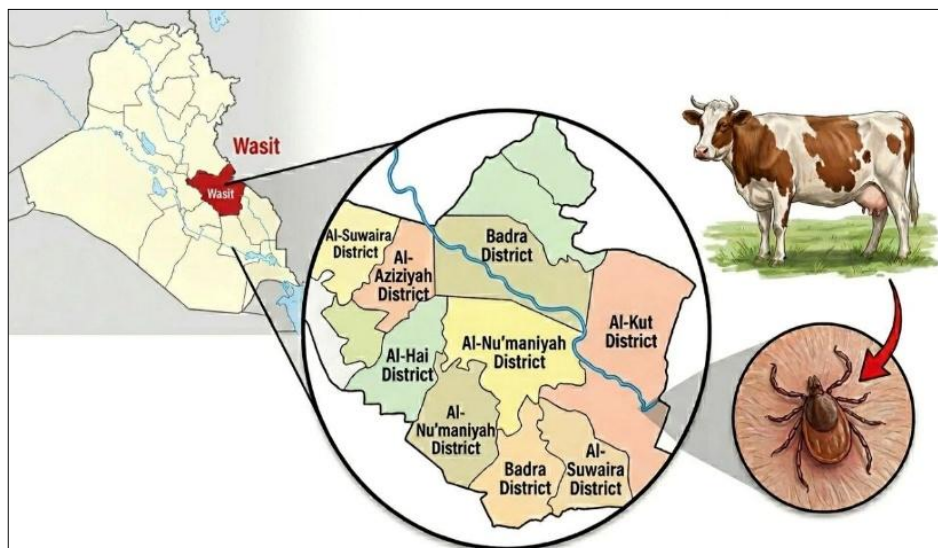 Wasit
Wasit
Al-Suwaira
District
Al-
Aziziyah
District
Badra
District
Al-Kut
District
Al-Hai
District
Al-Nu'maniyah
District
Al-
Nu'maniyah
District
Badra
District
Al-
Suwaira
District